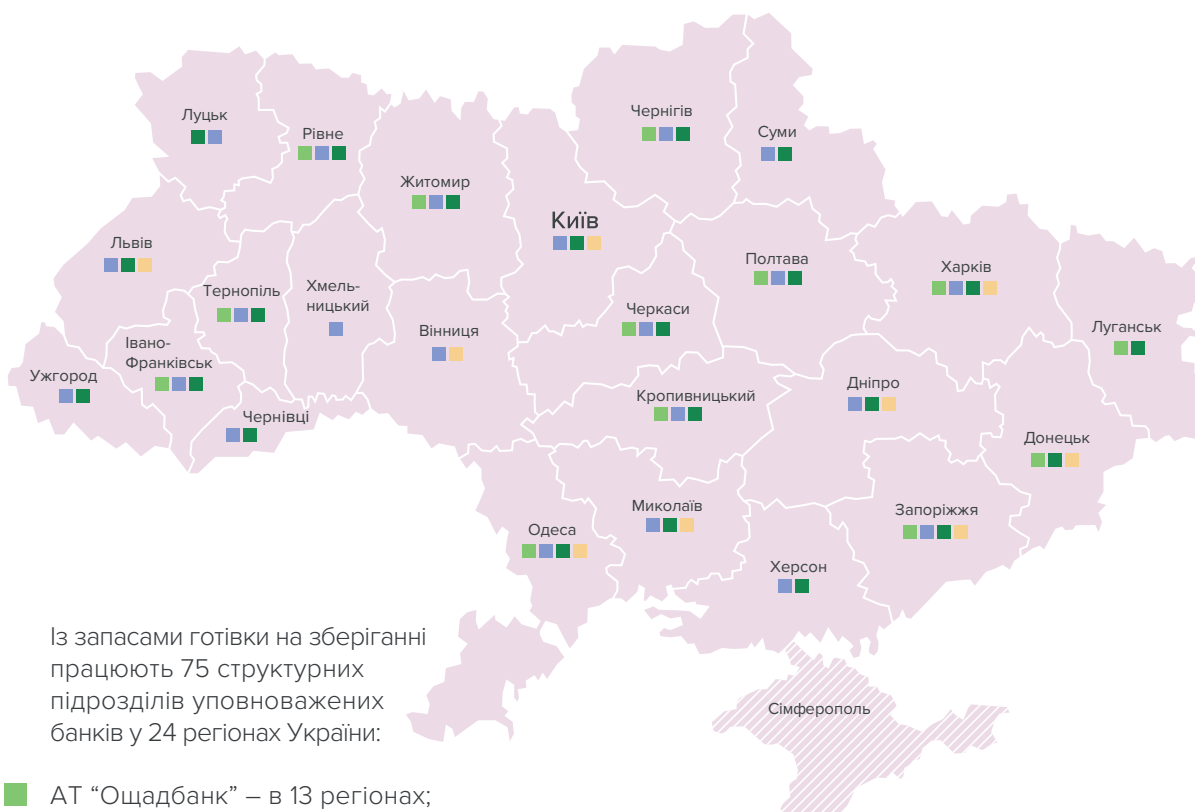 Луцьк
Рівне
Чернігів
Суми
Житомир
Київ
Львів
Тернопіль
Хмель-
ницький
Вінниця
Полтава
Харків
Черкаси
Луганськ
Івано-
Франківськ
Ужгород
Чернівці
Кропивницький
Дніпро
Донецьк
Одеса
Миколаїв
Запоріжжя
Херсон
Сімферополь
Із запасами готівки на зберіганні
працюють 75 структурних
підрозділів уповноважених
банків у 24 регіонах України:
АТ “Ощадбанк” – в 13 регіонах;